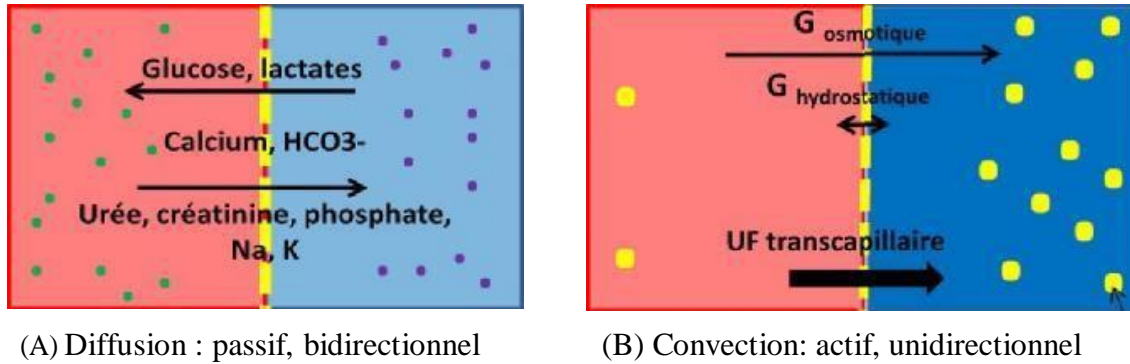 Glucose, lactates
Calcium, HCO3-
Urée, créatinine, phosphate,
Na, K
(A) Diffusion : passif, bidirectionnel
G osmotique
G hydrostatique
UF transcapillaire
(B) Convection: actif, unidirectionnel